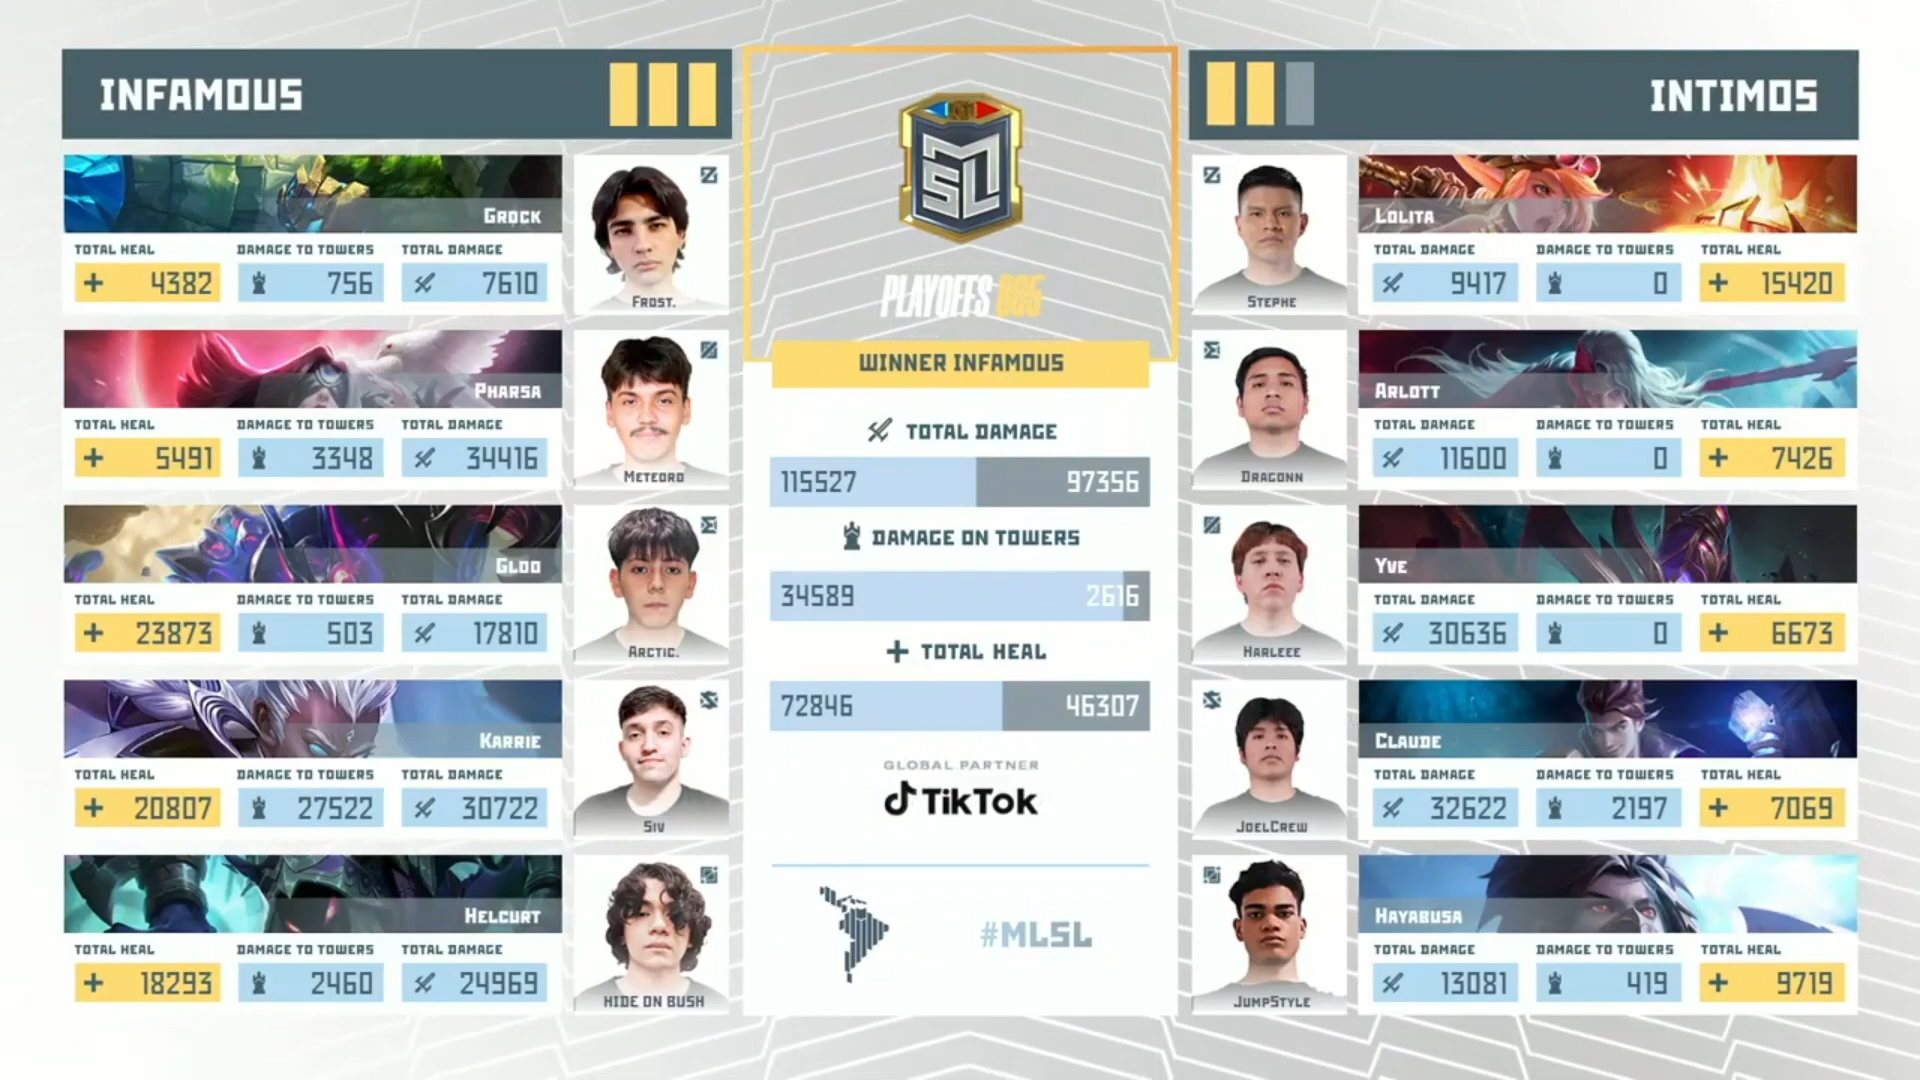 INFAMOUS
GROCK
TOTAL HEAL DAMAGE TO TOWERS TOTAL DAMAGE
4382 756 7610
FROST.
PHARSA
TOTAL HEAL DAMAGE TO TOWERS TOTAL DAMAGE
5491 3348 34416
METEORO
GLOO
TOTAL HEAL DAMAGE TO TOWERS TOTAL DAMAGE
23873 503 17810
ARCTIC.
KARRIE
TOTAL HEAL DAMAGE TO TOWERS TOTAL DAMAGE
20807 27522 30722
SIV
HELCURT
TOTAL HEAL DAMAGE TO TOWERS TOTAL DAMAGE
18293 2460 24969
HIDE ON BUSH
MSL
PLAYOFFS
WINNER INFAMOUS
TOTAL DAMAGE
115527 97356
DAMAGE ON TOWERS
34589 2616
TOTAL HEAL
72846 46307
GLOBAL PARTNER
TikTok
#MLSL
INTIMOS
STEPHE
LOLITA
TOTAL DAMAGE DAMAGE TO TOWERS TOTAL HEAL
9417 0 15420
DRAGONN
ARLOTT
TOTAL DAMAGE DAMAGE TO TOWERS TOTAL HEAL
11600 0 7426
HARLEEE
YVE
TOTAL DAMAGE DAMAGE TO TOWERS TOTAL HEAL
30636 0 6673
JOELCREW
CLAUDE
TOTAL DAMAGE DAMAGE TO TOWERS TOTAL HEAL
32622 2197 7069
JUMPSTYLE
HAYABUSA
TOTAL DAMAGE DAMAGE TO TOWERS TOTAL HEAL
13081 419 9719